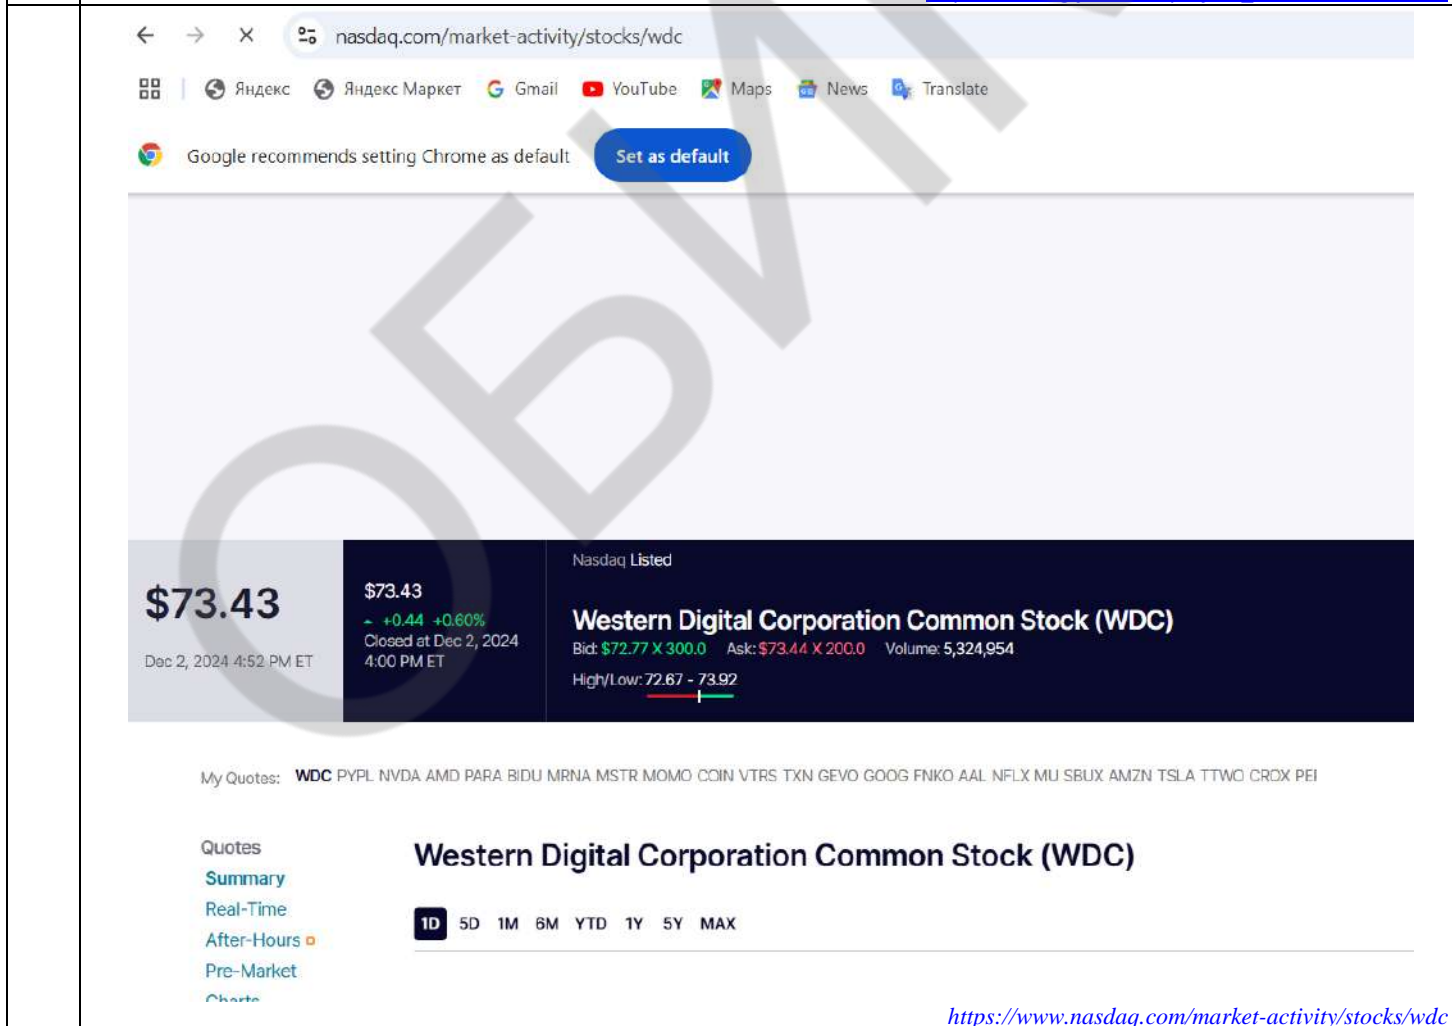 nasdaq.com/market-activity/stocks/wdc
Яндекс Яндекс Маркет Gmail YouTube Maps News Translate
Google recommends setting Chrome as default Set as default
Nasdaq Listed
$73.43
Dec 2, 2024 4:52 PM ET
$73.43
+0.44 +0.60%
Closed at Dec 2, 2024
4:00 PM ET
Western Digital Corporation Common Stock (WDC)
Bid: $72.77 X 300.0 Ask: $73.44 X 200.0 Volume: 5,324,954
High/Low: 72.67 - 73.92
My Quotes: WDC PYPL NVDA AMD PARA BIDU MRNA MSTR MOMO COIN VTRS TXN GEVO GOOG FNKO AAL NFLX MU SBUX AMZN TSLA TTWO CROX
Quotes
Summary
Real-Time
After-Hours
Pre-Market
Charts
Western Digital Corporation Common Stock (WDC)
1D 5D 1M 6M YTD 1Y 5Y MAX
https://www.nasdaq.com/market-activity/stocks/wdc